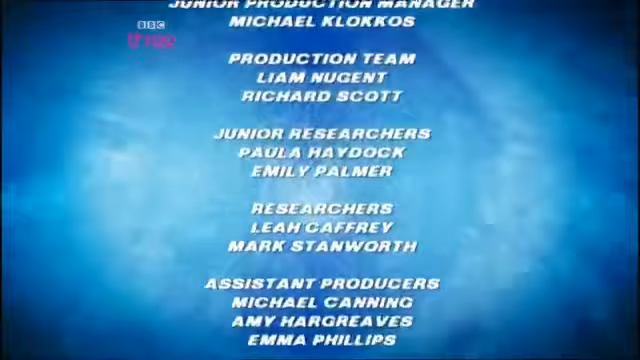 JUNIOR PRODUCTION MANAGER
MICHAEL KLOKKOS
BBC
three
PRODUCTION TEAM
LIAM NUGENT
RICHARD SCOTT
JUNIOR RESEARCHERS
PAULA HAYDOCK
EMILY PALMER
RESEARCHERS
LEAH CAFFREY
MARK STANWORTH
ASSISTANT PRODUCERS
MICHAEL CANNING
AMY HARGREAVES
EMMA PHILLIPS